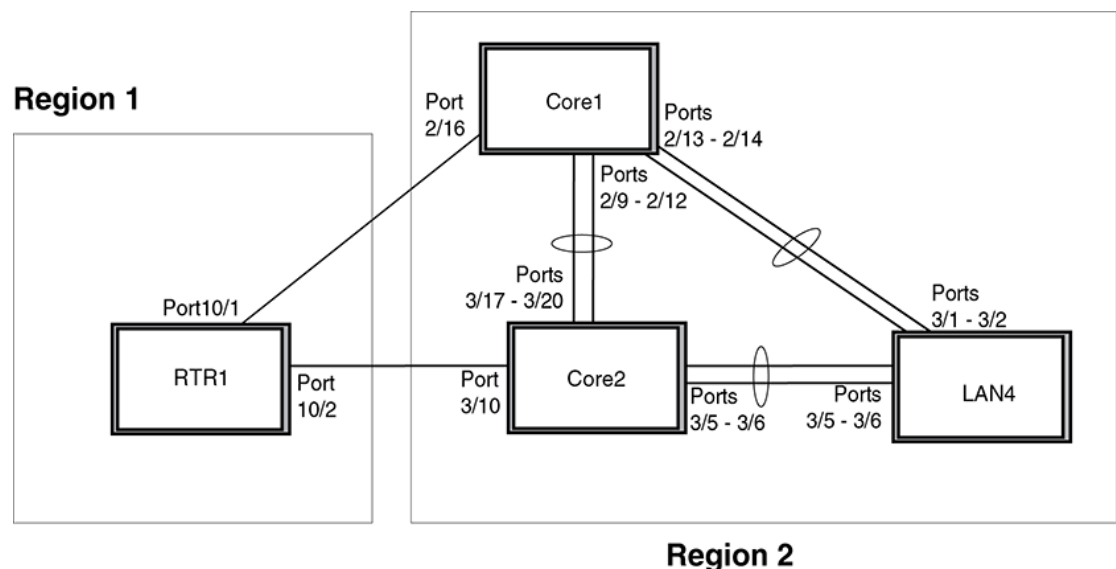 Region 1
Port
2/16
Core1
Ports
2/13 - 2/14
Ports
2/9 - 2/12
Ports
3/17 - 3/20
Port10/1
Ports
3/1 - 3/2
RTR1
Port
10/2
Port
3/10
Core2
Ports
3/5 - 3/6
Ports
3/5 - 3/6
LAN4
Region 2